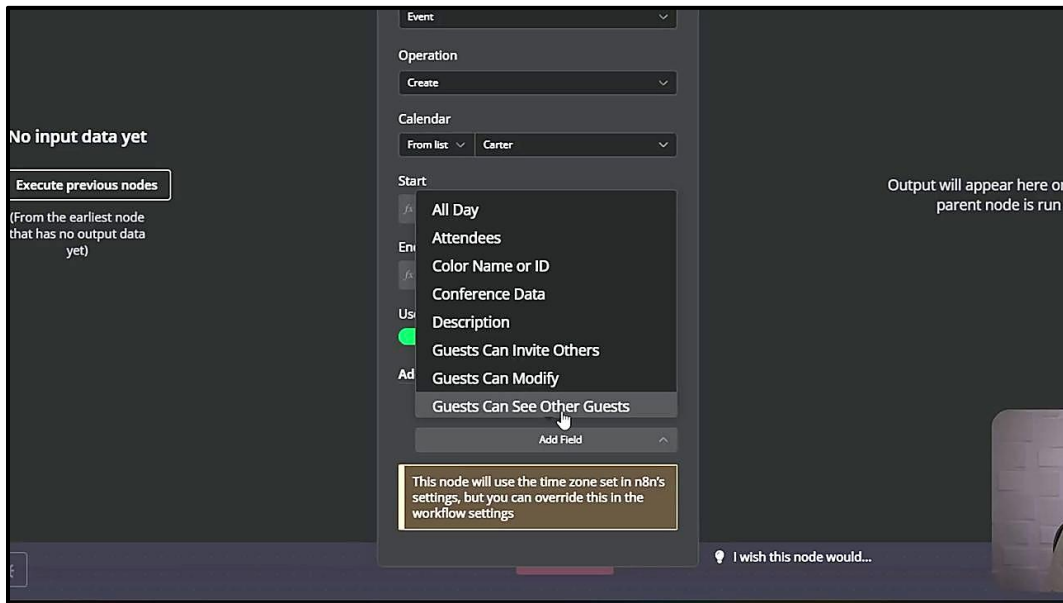 Event
Operation
Create
Calendar
From list
Carter
No input data yet
Execute previous nodes
(From the earliest node
that has no output data
yet)
Start
fx
All Day
Attendees
Color Name or ID
Conference Data
Description
Guests Can Invite Others
Guests Can Modify
Guests Can See Other Guests
Add Field
This node will use the time zone set in n8n's
settings, but you can override this in the
workflow settings
Output will appear here
parent node is run
I wish this node would...